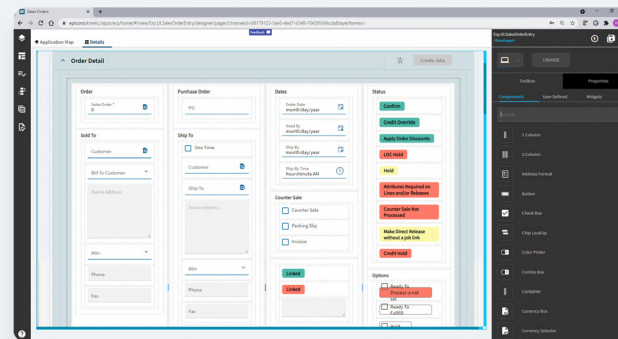 Sales Orders
Feedback
Application Map
Details
Order Detail
Create Jobs
Order
Sales Order *
0
Sold To
Customer
Bill To Customer
Name Address
Attn
Phone
Fax
Purchase Order
PO
Ship To
One Time
Customer
Ship To
Name Address
Attn
Phone
Fax
Dates
Order Date
month/day/year
Need By
month/day/year
Ship By
month/day/year
Ship By Time
hour:minute AM
Counter Sale
Counter Sale
Packing Slip
Invoice
Linked
Linked
Status
Confirm
Credit Override
Apply Order Discounts
LOC Hold
Hold
Attributes Required on
Lines and/or Releases
Counter Sale Not
Processed
Make Direct Release
without a job link
Credit Hold
Options
Ready To
Process is not
set
Ready To
Fulfill
Hold
Erp.UI.SalesOrderEntry
<NewLayer>
Toolbox
Properties
Components
User Defined
Widgets
Search
1 Column
2 Column
Address Format
Button
Check Box
Chip LookUp
Color Picker
Combo Box
Container
Currency Box
Currency Selector